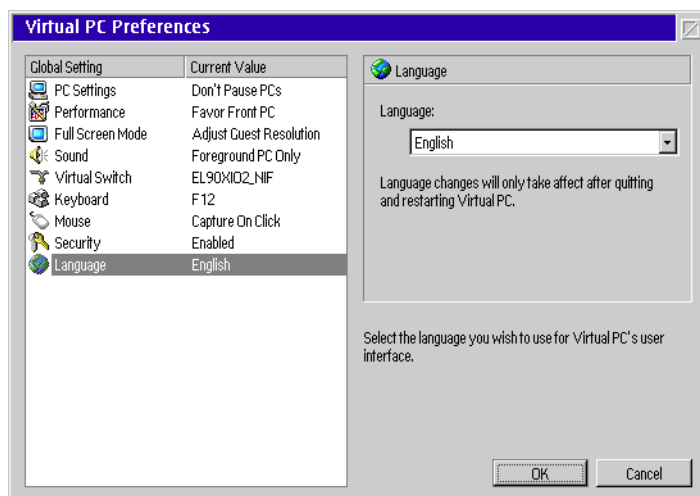 Virtual PC Preferences
Global Setting Current Value
PC Settings Don't Pause PCs
Performance Favor Front PC
Full Screen Mode Adjust Guest Resolution
Sound Foreground PC Only
Virtual Switch EL90XIO2_NIF
Keyboard F12
Mouse Capture On Click
Security Enabled
Language English
Language
Language:
English
Language changes will only take affect after quitting
and restarting Virtual PC.
Select the language you wish to use for Virtual PC's user
interface.
OK Cancel